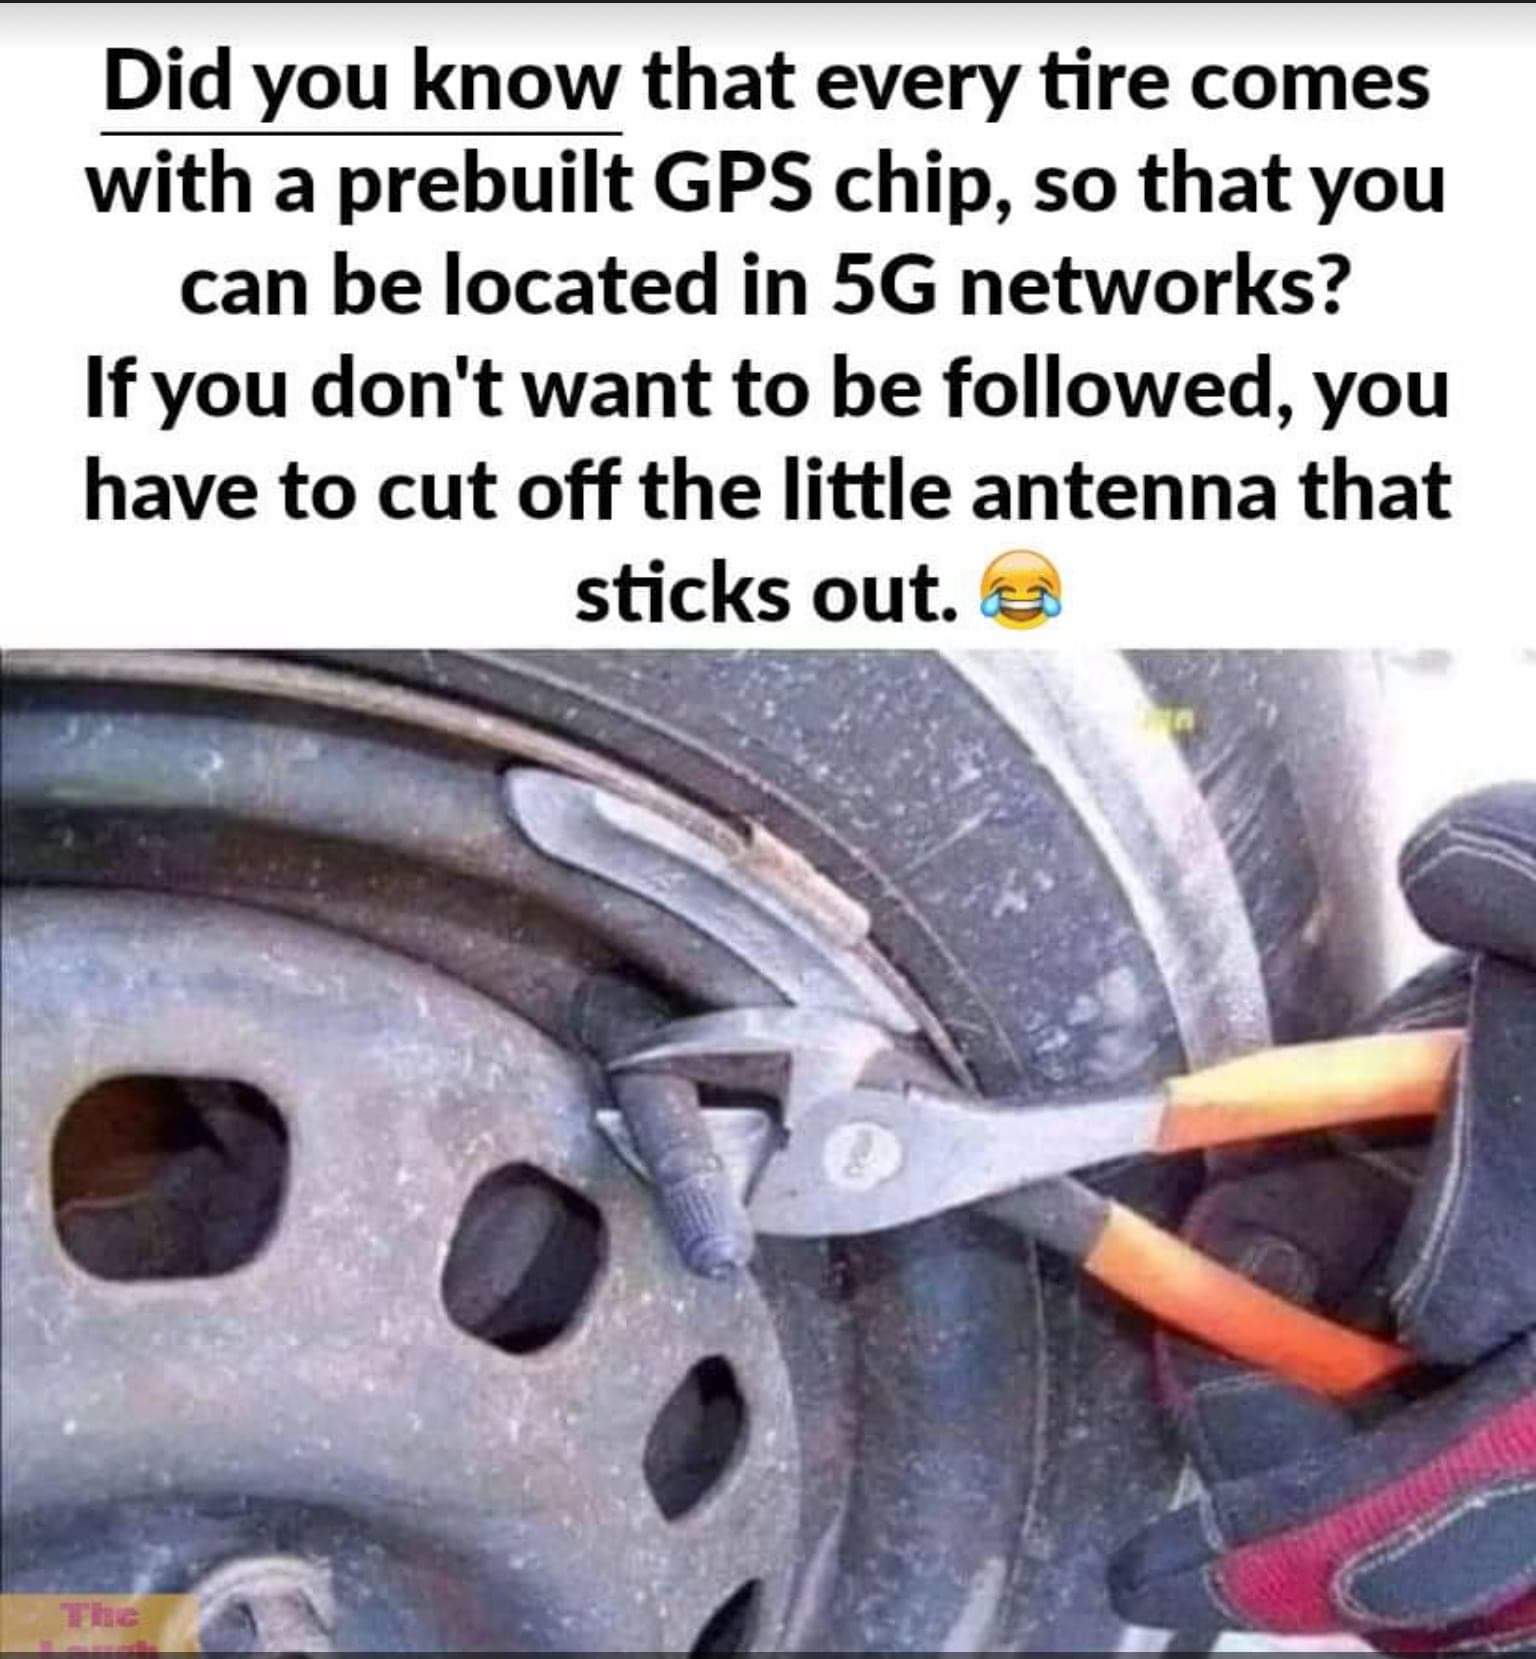 Did you know that every tire comes
with a prebuilt GPS chip, so that you
can be located in 5G networks?
If you don't want to be followed, you
have to cut off the little antenna that
sticks out. 😂
The
Laugh